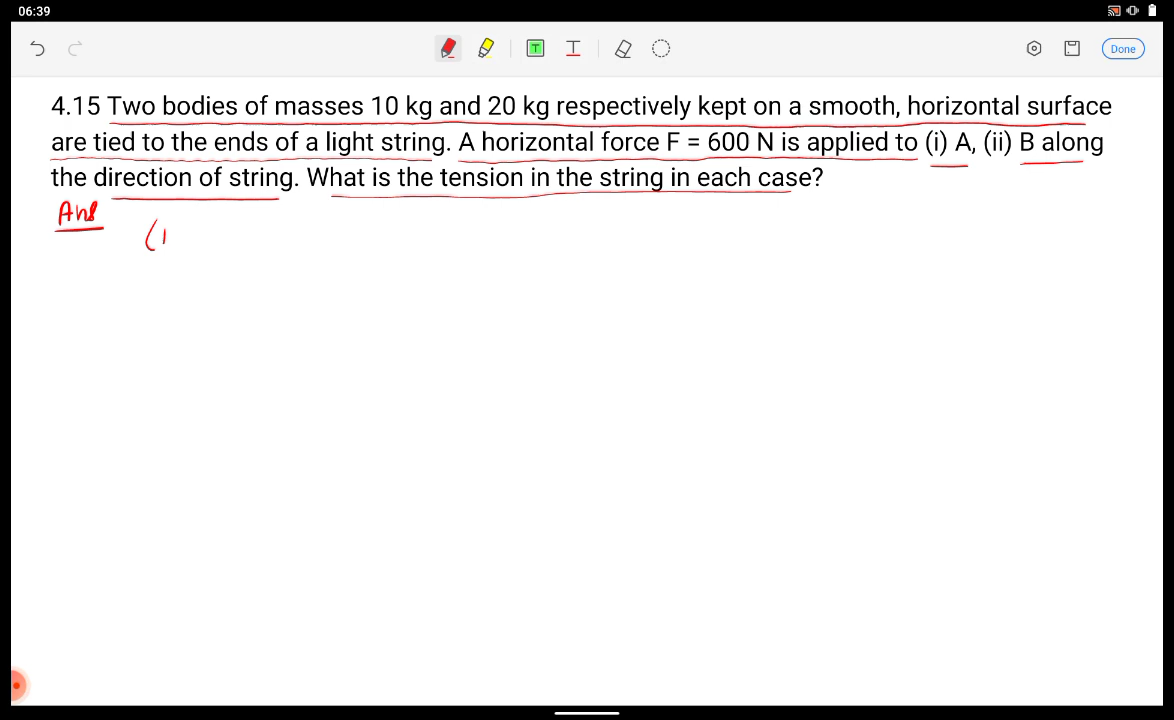 06:39
T T Done
4.15 Two bodies of masses 10 kg and 20 kg respectively kept on a smooth, horizontal surface
are tied to the ends of a light string. A horizontal force F = 600 N is applied to (i) A, (ii) B along
the direction of string. What is the tension in the string in each case?
Ans
(I